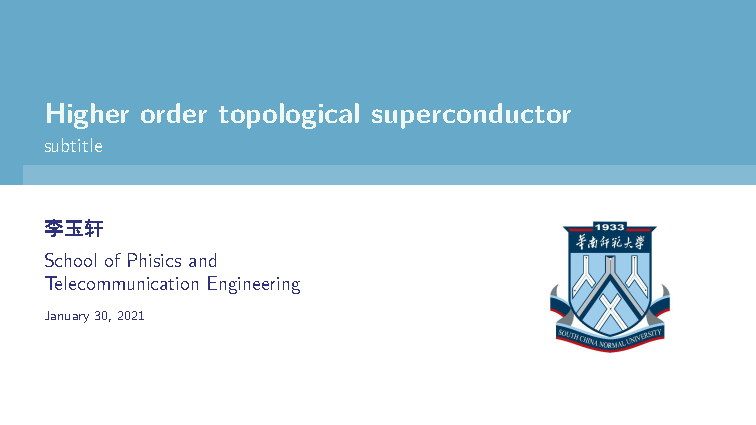 Higher order topological superconductor
subtitle
李玉轩
School of Phisics and
Telecommunication Engineering
January 30, 2021
1933
華南師範大學
SOUTH CHINA NORMAL UNIVERSITY